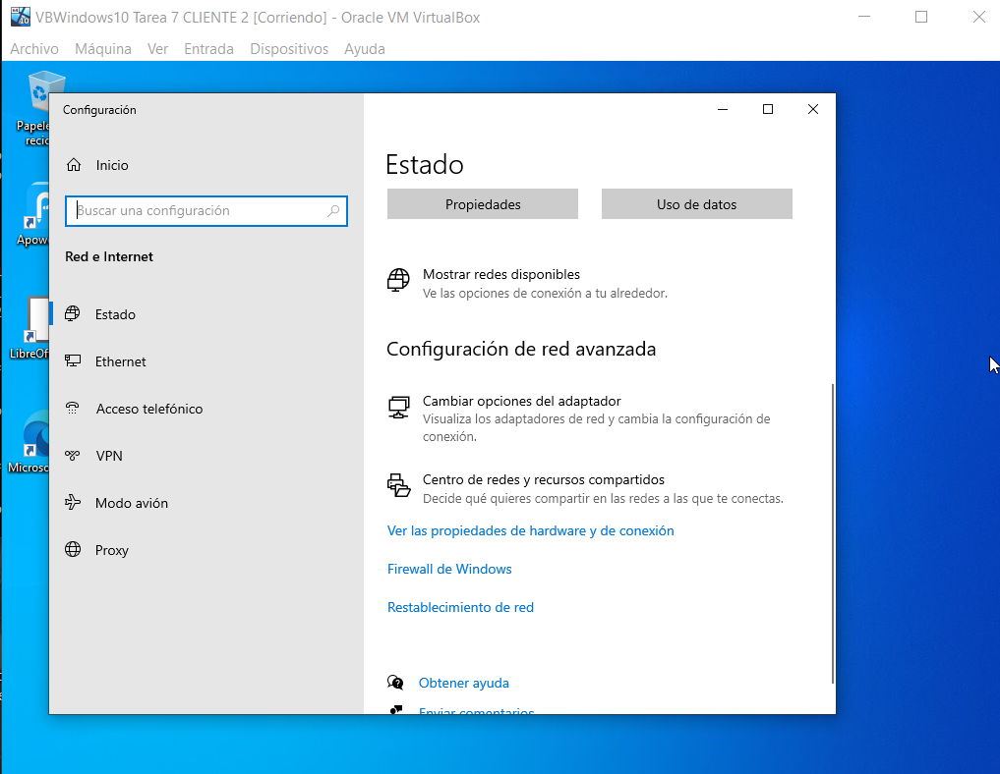 VBWindows10 Tarea 7 CLIENTE 2 [Corriendo] - Oracle VM VirtualBox
Archivo Máquina Ver Entrada Dispositivos Ayuda
Configuración
Inicio
Buscar una configuración
Red e Internet
Estado
Ethernet
Acceso telefónico
VPN
Modo avión
Proxy
Estado
Propiedades
Uso de datos
Mostrar redes disponibles
Ve las opciones de conexión a tu alrededor.
Configuración de red avanzada
Cambiar opciones del adaptador
Visualiza los adaptadores de red y cambia la configuración de
conexión.
Centro de redes y recursos compartidos
Decide qué quieres compartir en las redes a las que te conectas.
Ver las propiedades de hardware y de conexión
Firewall de Windows
Restablecimiento de red
Obtener ayuda
Enviar comentarios
Papele
recic
Apowe
LibreOf
Microso